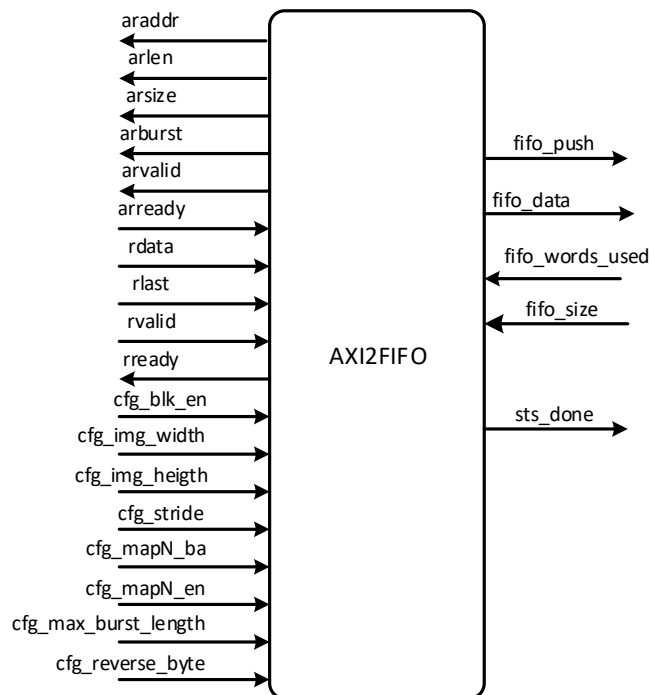 araddr
arlen
arsize
arburst
arvalid
arready
rdata
rlast
rvalid
rready
cfg_blk_en
cfg_img_width
cfg_img_heigth
cfg_stride
cfg_mapN_ba
cfg_mapN_en
cfg_max_burst_length
cfg_reverse_byte
AXI2FIFO
fifo_push
fifo_data
fifo_words_used
fifo_size
sts_done